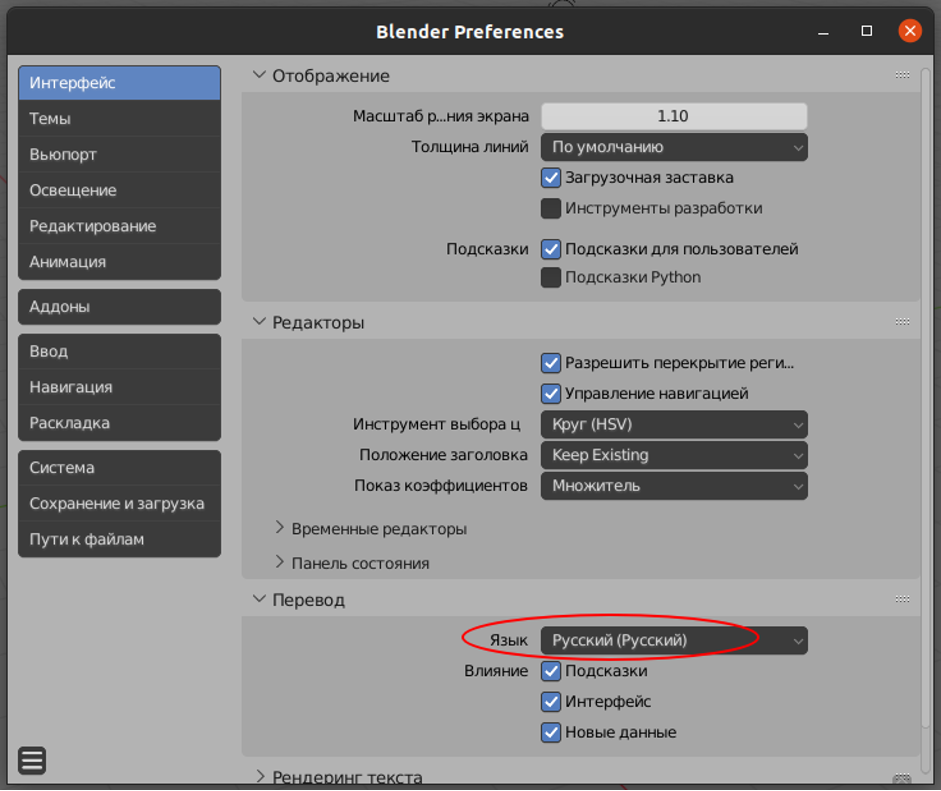 Blender Preferences
Интерфейс
Темы
Вьюпорт
Освещение
Редактирование
Анимация
Аддоны
Ввод
Навигация
Раскладка
Система
Сохранение и загрузка
Пути к файлам
Отображение
Масштаб р...ния экрана 1.10
Толщина линий По умолчанию
Загрузочная заставка
Инструменты разработки
Подсказки Подсказки для пользователей
Подсказки Python
Редакторы
Разрешить перекрытие реги...
Управление навигацией
Инструмент выбора ц Круг (HSV)
Положение заголовка Keep Existing
Показ коэффициентов Множитель
Временные редакторы
Панель состояния
Перевод
Язык Русский (Русский)
Влияние Подсказки
Интерфейс
Новые данные
Рендеринг текста